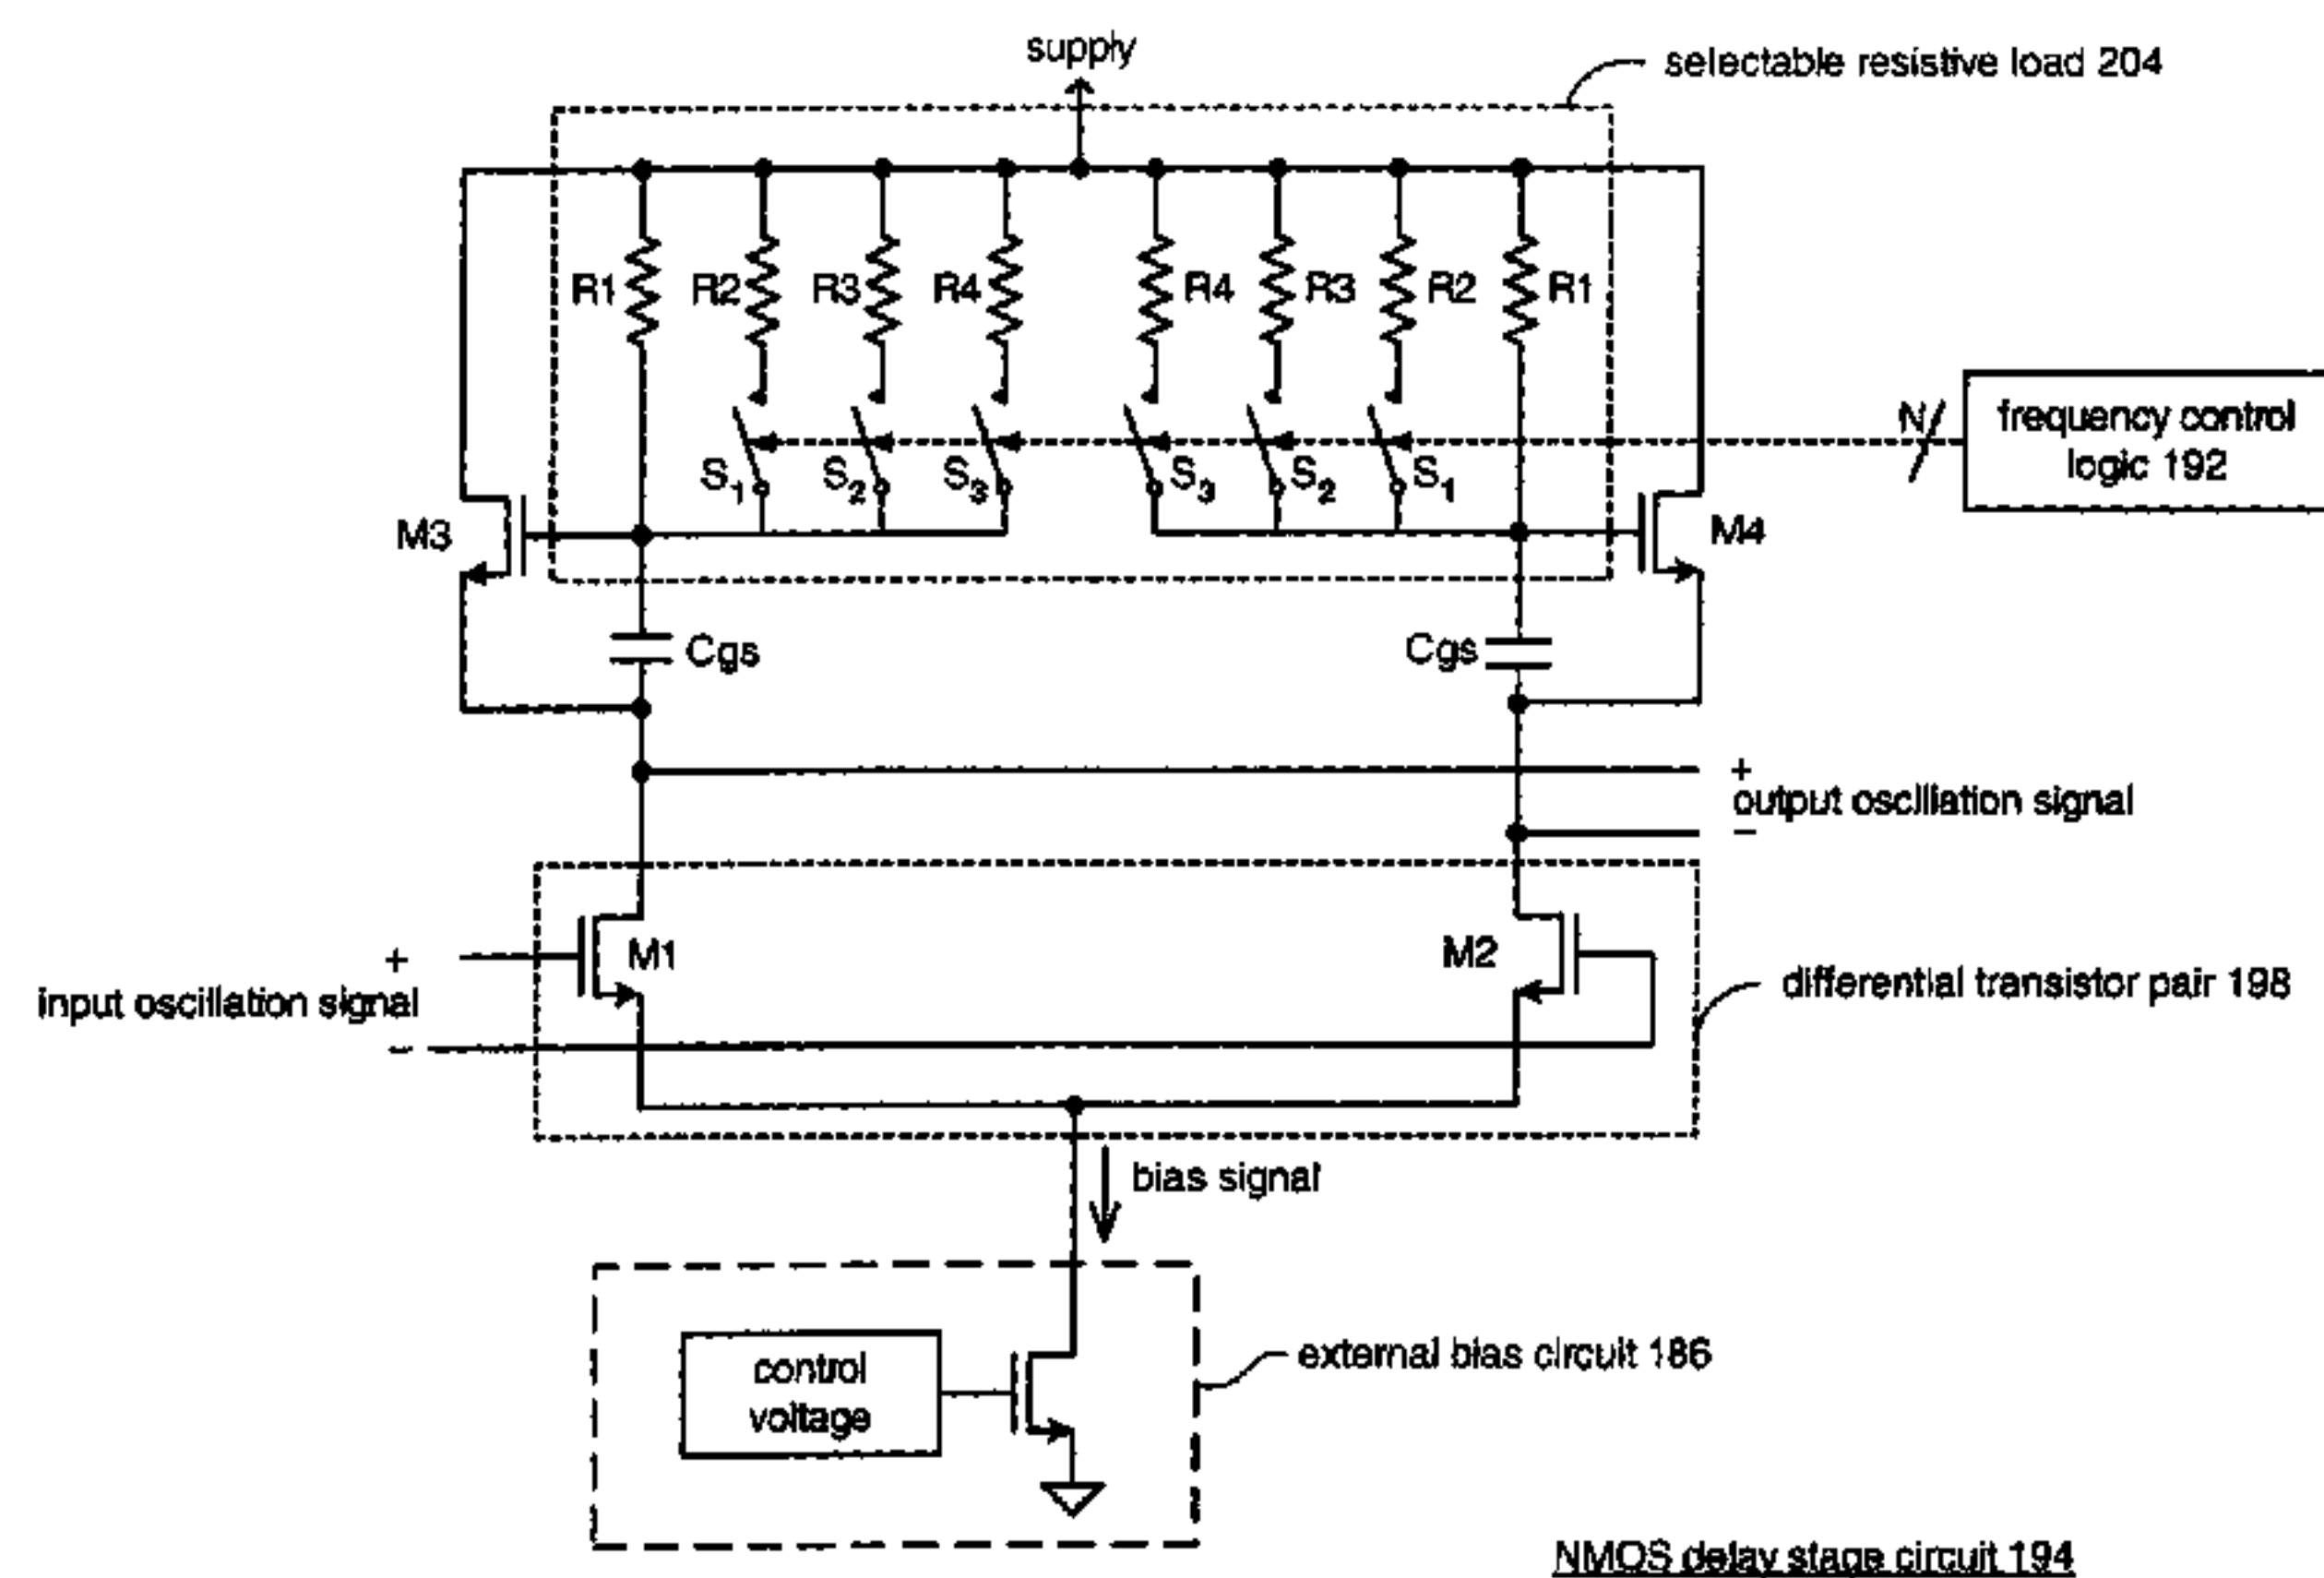 supply
selectable resistive load 204
R1 R2 R3 R4 R4 R3 R2 R1
N
frequency control
logic 192
S1 S2 S3 S3 S2 S1
M3 M4
Cgs Cgs
+
output oscillation signal
−
M1 M2
+
input oscillation signal
-
differential transistor pair 198
bias signal
control
voltage
external bias circuit 186
NMOS delay stage circuit 194